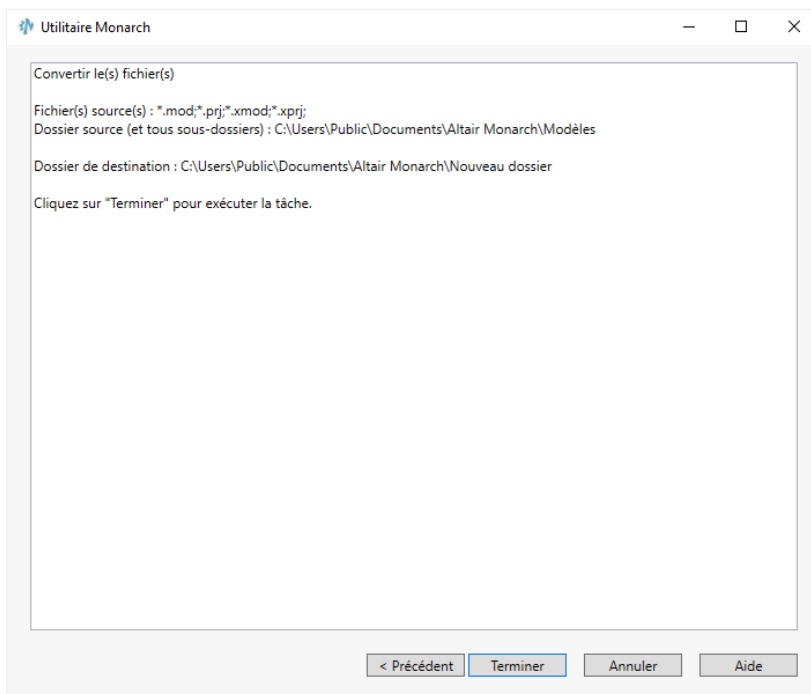 Utilitaire Monarch
Convertir le(s) fichier(s)
Fichier(s) source(s) : *.mod;*.prj;*.xmod;*.xprj;
Dossier source (et tous sous-dossiers) : C:\Users\Public\Documents\Altair Monarch\Modèles
Dossier de destination : C:\Users\Public\Documents\Altair Monarch\Nouveau dossier
Cliquez sur "Terminer" pour exécuter la tâche.
< Précédent Terminer Annuler Aide